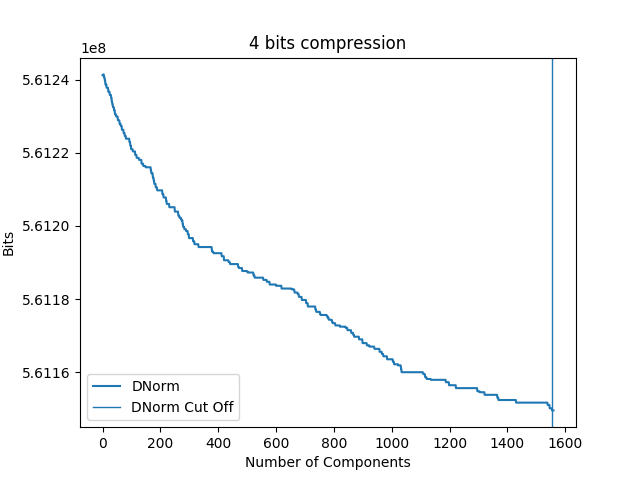 4 bits compression
1e8
5.6124
5.6122
5.6120
5.6118
5.6116
Bits
DNorm
DNorm Cut Off
0 200 400 600 800 1000 1200 1400 1600
Number of Components